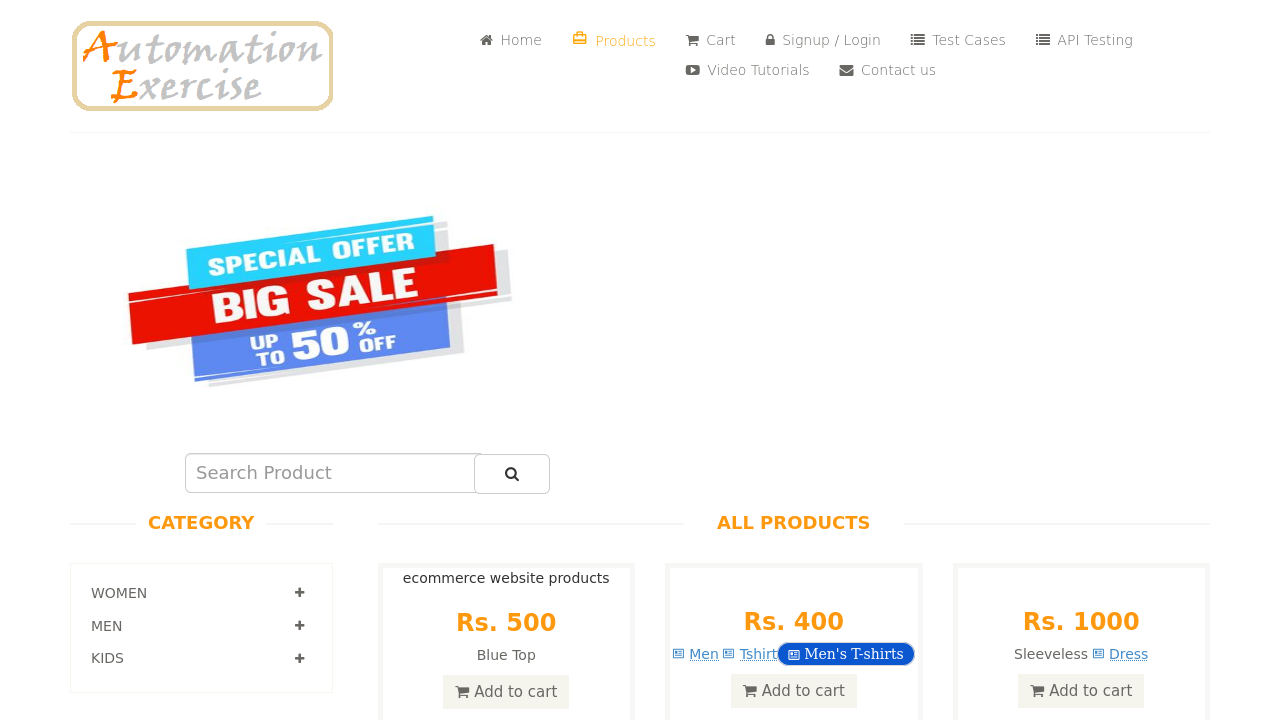 Automation
Exercise
Home
Products
Cart
Signup / Login
Test Cases
API Testing
Video Tutorials
Contact us
SPECIAL OFFER
BIG SALE
UP TO 50% OFF
Search Product
CATEGORY
ALL PRODUCTS
WOMEN
MEN
KIDS
ecommerce website products
Rs. 500
Blue Top
Add to cart
Rs. 400
Men Tshirt Men's T-shirts
Add to cart
Rs. 1000
Sleeveless Dress
Add to cart